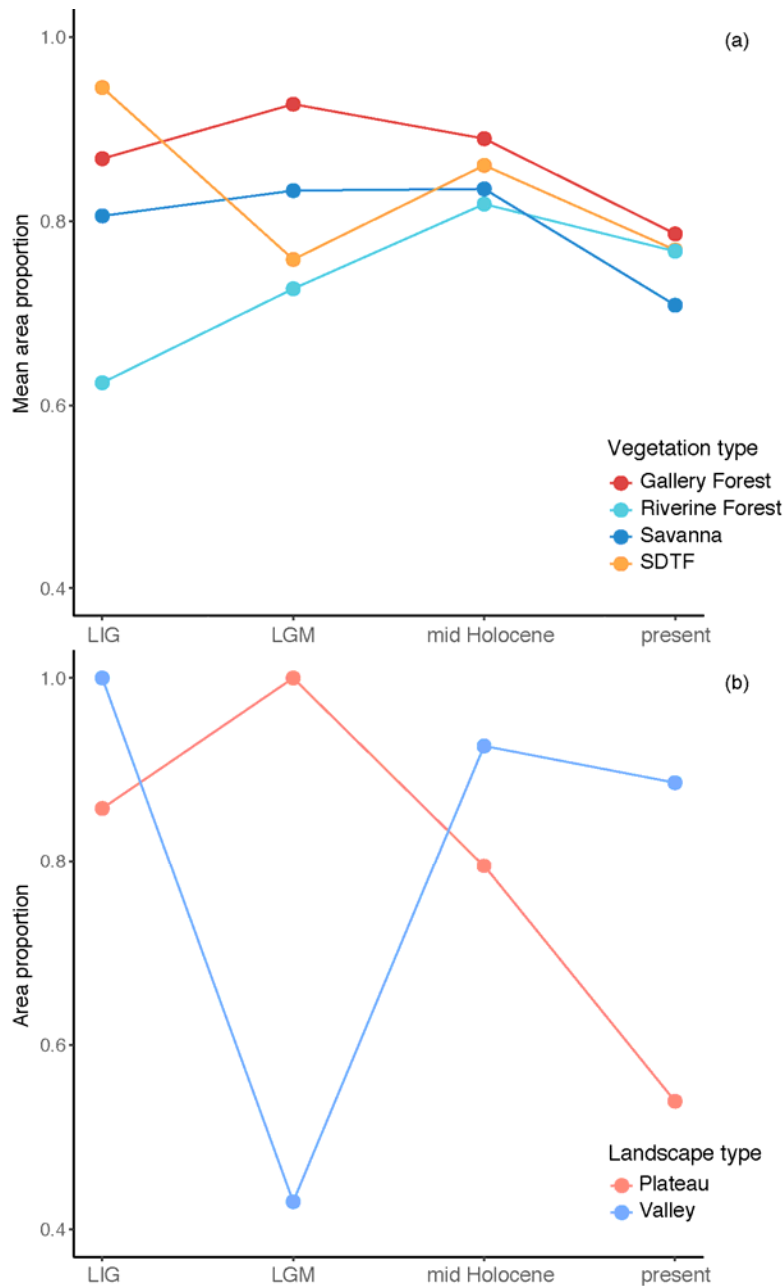 (a)
1.0
0.8
0.6
0.4
Mean area proportion
Vegetation type
Gallery Forest
Riverine Forest
Savanna
SDTF
LIG LGM mid Holocene present
(b)
1.0
0.8
0.6
0.4
Area proportion
Landscape type
Plateau
Valley
LIG LGM mid Holocene present